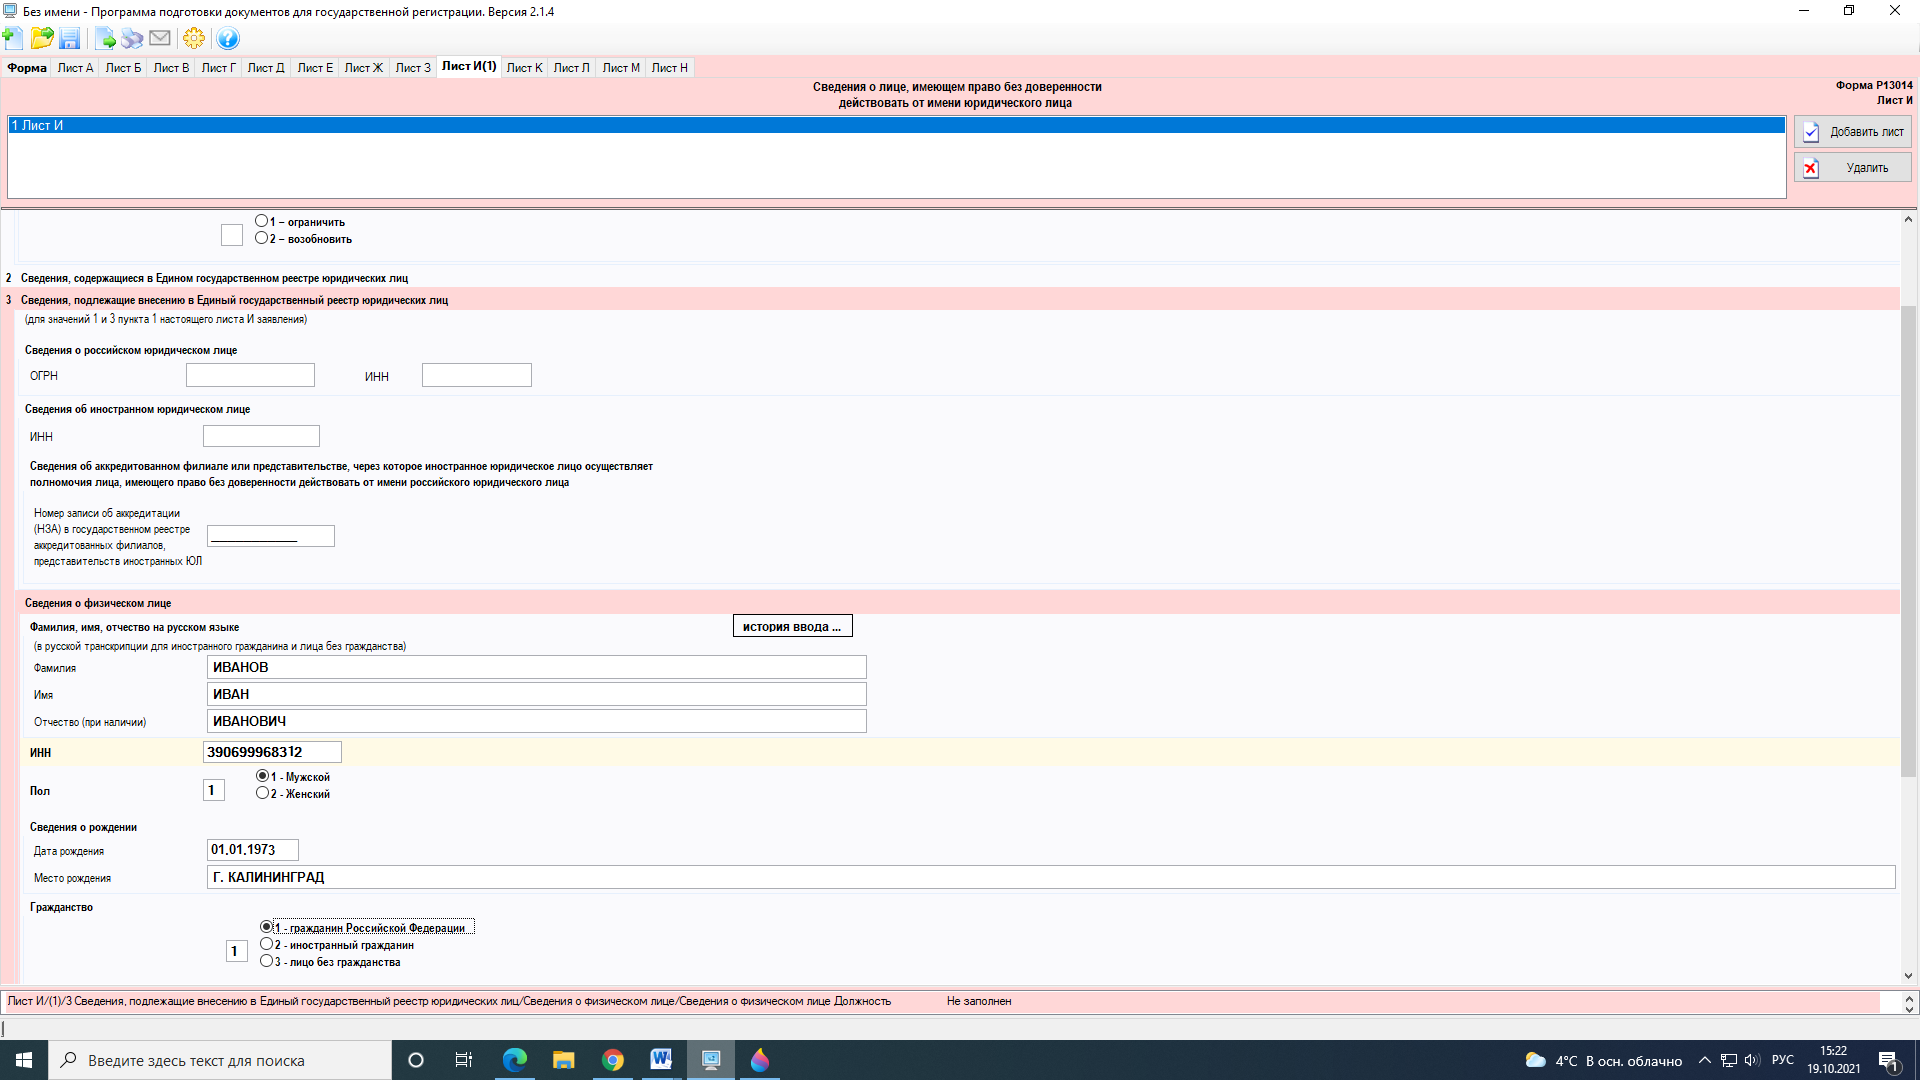 Без имени - Программа подготовки документов для государственной регистрации. Версия 2.1.4
Форма Лист А Лист Б Лист В Лист Г Лист Д Лист Е Лист Ж Лист З Лист И(1) Лист К Лист Л Лист М Лист Н
Сведения о лице, имеющем право без доверенности
действовать от имени юридического лица
Форма Р13014
Лист И
1 Лист И
Добавить лист
Удалить
1 – ограничить
2 – возобновить
2 Сведения, содержащиеся в Едином государственном реестре юридических лиц
3 Сведения, подлежащие внесению в Единый государственный реестр юридических лиц
(для значений 1 и 3 пункта 1 настоящего листа И заявления)
Сведения о российском юридическом лице
ОГРН ИНН
Сведения об иностранном юридическом лице
ИНН
Сведения об аккредитованном филиале или представительстве, через которое иностранное юридическое лицо осуществляет
полномочия лица, имеющего право без доверенности действовать от имени российского юридического лица
Номер записи об аккредитации
(НЗА) в государственном реестре
аккредитованных филиалов,
представительств иностранных ЮЛ
Сведения о физическом лице
Фамилия, имя, отчество на русском языке
история ввода ...
(в русской транскрипции для иностранного гражданина и лица без гражданства)
Фамилия ИВАНОВ
Имя ИВАН
Отчество (при наличии) ИВАНОВИЧ
ИНН 390699968312
Пол 1
1 - Мужской
2 - Женский
Сведения о рождении
Дата рождения 01.01.1973
Место рождения Г. КАЛИНИНГРАД
Гражданство
1
1 - гражданин Российской Федерации
2 - иностранный гражданин
3 - лицо без гражданства
Лист И/(1)/3 Сведения, подлежащие внесению в Единый государственный реестр юридических лиц/Сведения о физическом лице/Сведения о физическом лице Должность Не заполнен
Введите здесь текст для поиска
4°C В осн. облачно
РУС
15:22
19.10.2021
1